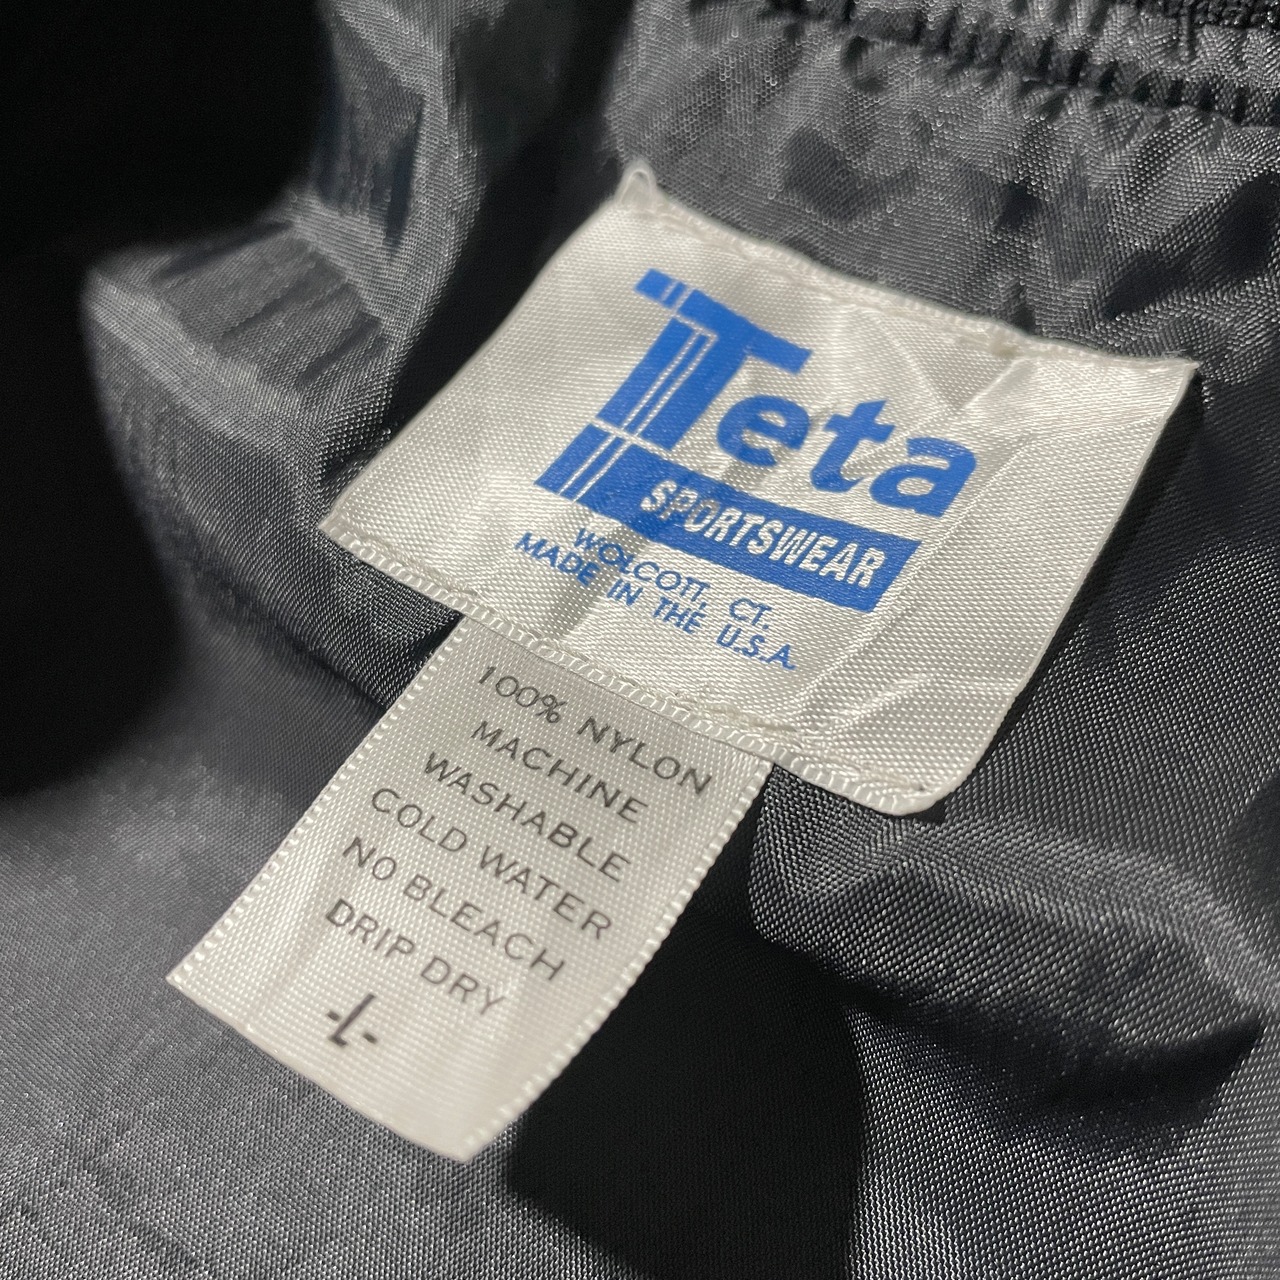 Teta
SPORTSWEAR
WOLCOTT, CT.
MADE IN THE U.S.A.
100% NYLON
MACHINE
WASHABLE
COLD WATER
NO BLEACH
DRIP DRY
-L-